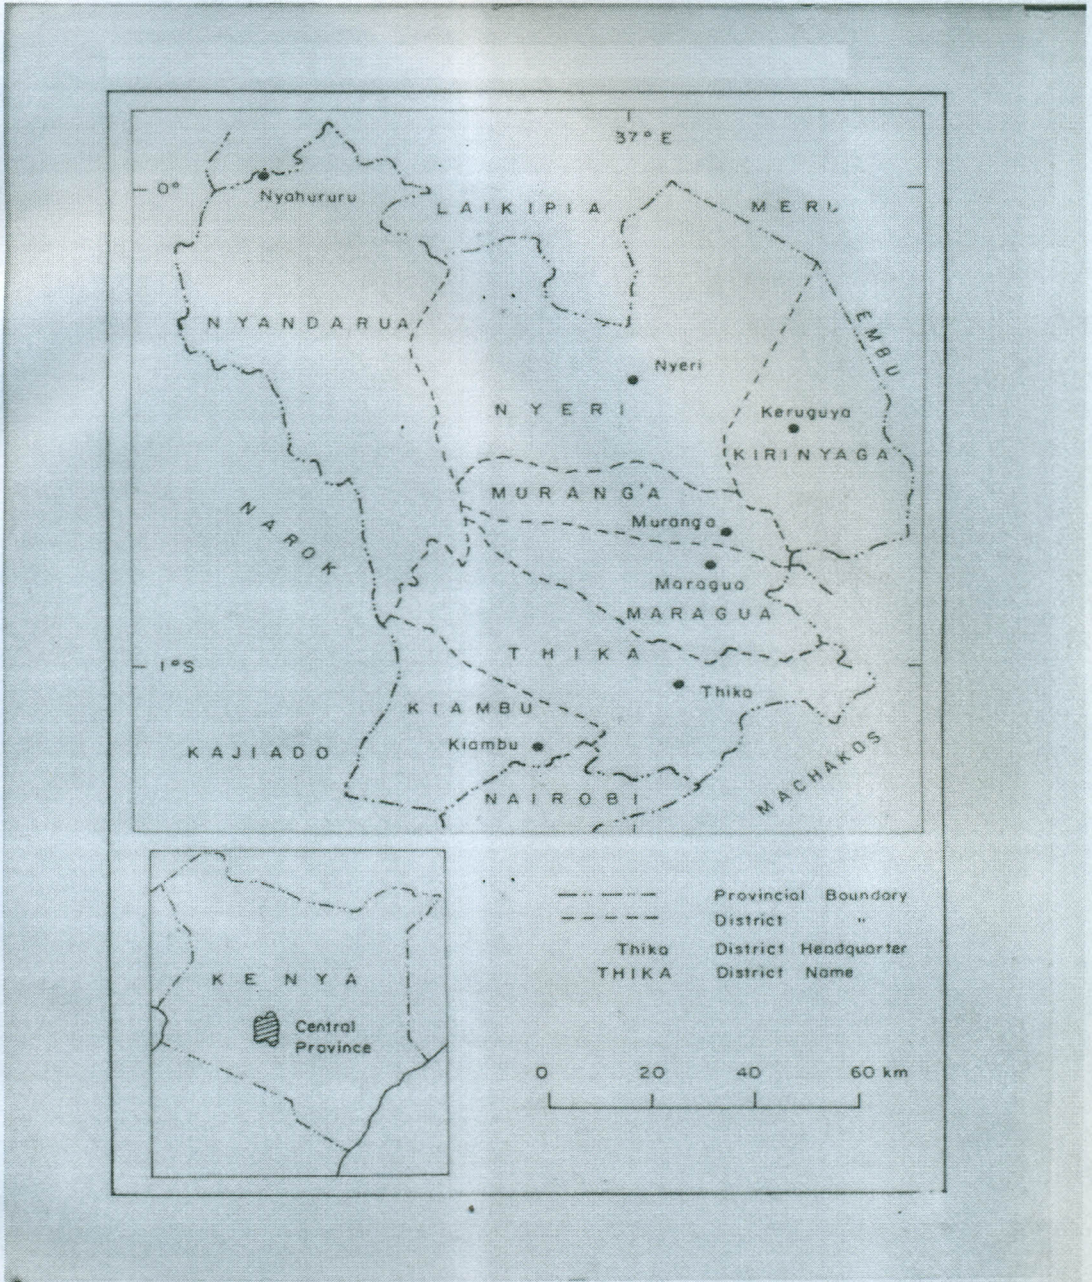 37° E
0°
Nyahururu
LAIKIPIA
MERU
NYANDARUA
EMBU
Nyeri
NYERI
Keruguya
KIRINYAGA
MURANG'A
NAROK
Muranga
Maragua
MARAGUA
THIKA
1°S
Thika
KIAMBU
Kiambu
KAJIADO
MACHAKOS
NAIROBI
Provincial Boundary
District "
Thika District Headquarter
THIKA District Name
KENYA
Central
Province
0 20 40 60 km